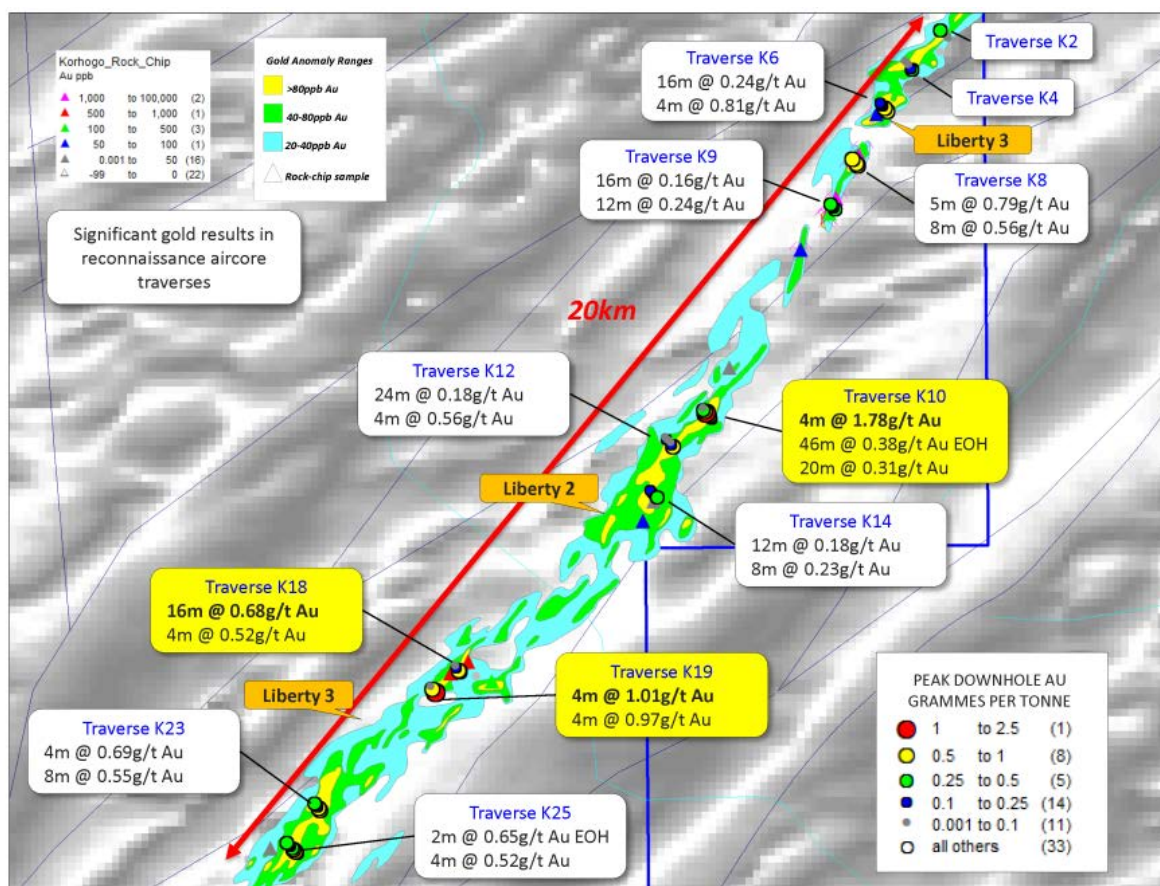 Korhogo_Rock_Chip
Au ppb
1,000 to 100,000 (2)
500 to 1,000 (1)
100 to 500 (3)
50 to 100 (1)
0.001 to 50 (16)
-99 to 0 (22)
Gold Anomaly Ranges
>80ppb Au
40-80ppb Au
20-40ppb Au
Rock-chip sample
Significant gold results in
reconnaissance aircore
traverses
Traverse K2
Traverse K6
16m @ 0.24g/t Au
4m @ 0.81g/t Au
Traverse K4
Liberty 3
Traverse K9
16m @ 0.16g/t Au
12m @ 0.24g/t Au
Traverse K8
5m @ 0.79g/t Au
8m @ 0.56g/t Au
20km
Traverse K12
24m @ 0.18g/t Au
4m @ 0.56g/t Au
Traverse K10
4m @ 1.78g/t Au
46m @ 0.38g/t Au EOH
20m @ 0.31g/t Au
Liberty 2
Traverse K14
12m @ 0.18g/t Au
8m @ 0.23g/t Au
Traverse K18
16m @ 0.68g/t Au
4m @ 0.52g/t Au
Traverse K19
4m @ 1.01g/t Au
4m @ 0.97g/t Au
Liberty 3
Traverse K23
4m @ 0.69g/t Au
8m @ 0.55g/t Au
Traverse K25
2m @ 0.65g/t Au EOH
4m @ 0.52g/t Au
PEAK DOWNHOLE AU
GRAMMES PER TONNE
1 to 2.5 (1)
0.5 to 1 (8)
0.25 to 0.5 (5)
0.1 to 0.25 (14)
0.001 to 0.1 (11)
all others (33)